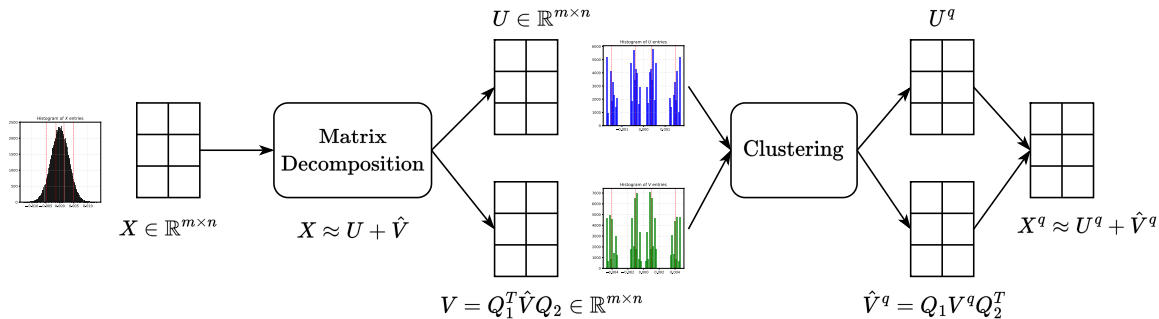 U ∈ ℝ^{m×n}
U^q
Histogram of U entries
Histogram of X entries
Matrix
Decomposition
Clustering
Histogram of V entries
X ∈ ℝ^{m×n}
X ≈ U + V̂
X^q ≈ U^q + V̂^q
V = Q_1^T V̂ Q_2 ∈ ℝ^{m×n}
V̂^q = Q_1 V^q Q_2^T